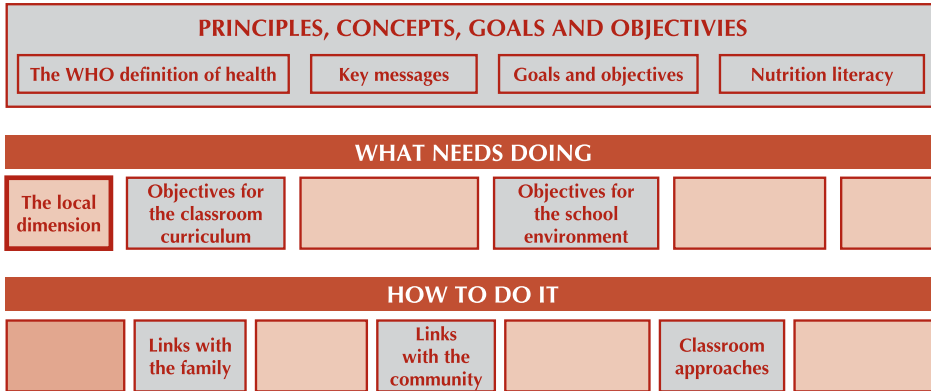 PRINCIPLES, CONCEPTS, GOALS AND OBJECTIVIES
The WHO definition of health
Key messages
Goals and objectives
Nutrition literacy
WHAT NEEDS DOING
The local
dimension
Objectives for
the classroom
curriculum
Objectives for
the school
environment
HOW TO DO IT
Links with
the family
Links
with the
community
Classroom
approaches